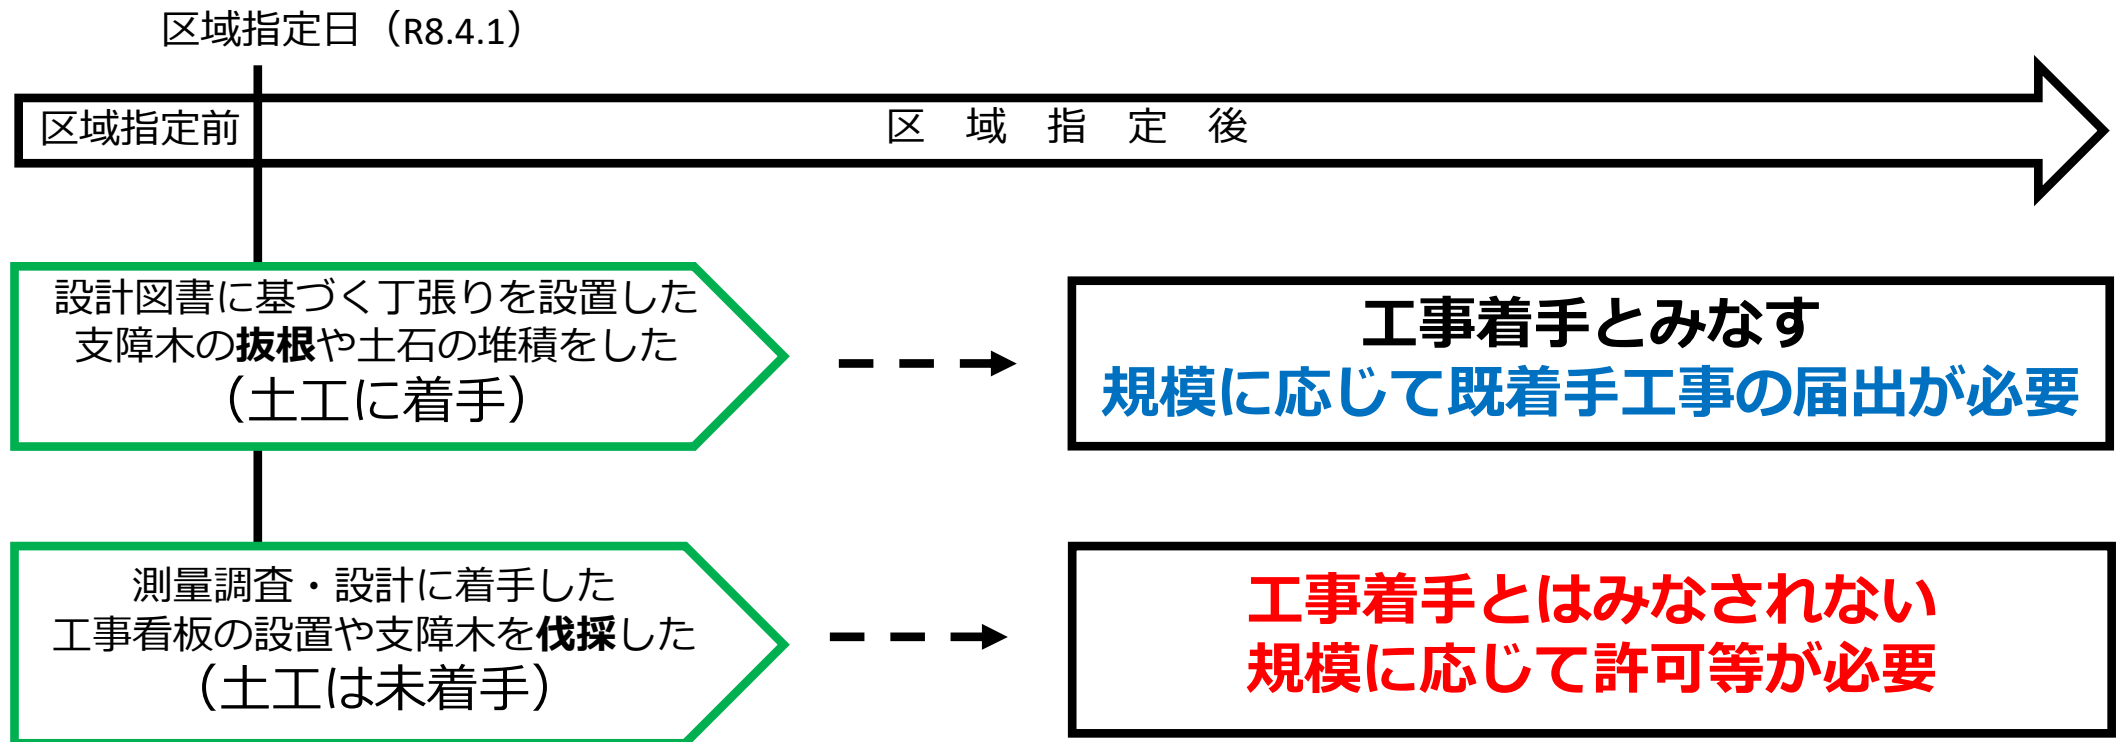 区域指定日（R8.4.1）
区域指定前
区　域　指　定　後
設計図書に基づく丁張りを設置した
支障木の抜根や土石の堆積をした
（土工に着手）
工事着手とみなす
規模に応じて既着手工事の届出が必要
測量調査・設計に着手した
工事看板の設置や支障木を伐採した
（土工は未着手）
工事着手とはみなされない
規模に応じて許可等が必要